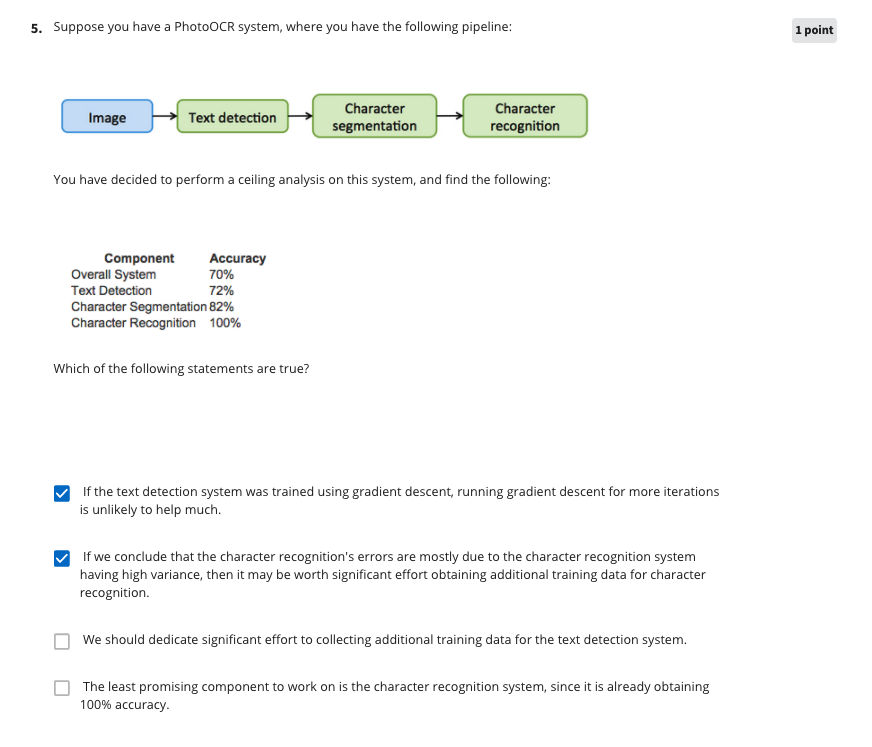 5. Suppose you have a PhotoOCR system, where you have the following pipeline:
1 point
Image
Text detection
Character
segmentation
Character
recognition
You have decided to perform a ceiling analysis on this system, and find the following:
Component Accuracy
Overall System 70%
Text Detection 72%
Character Segmentation 82%
Character Recognition 100%
Which of the following statements are true?
If the text detection system was trained using gradient descent, running gradient descent for more iterations
is unlikely to help much.
If we conclude that the character recognition's errors are mostly due to the character recognition system
having high variance, then it may be worth significant effort obtaining additional training data for character
recognition.
We should dedicate significant effort to collecting additional training data for the text detection system.
The least promising component to work on is the character recognition system, since it is already obtaining
100% accuracy.